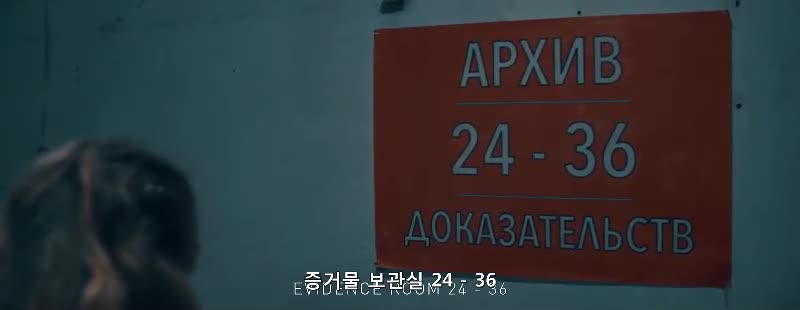 АРХИВ
24 - 36
ДОКАЗАТЕЛЬСТВ
증거물 보관실 24 - 36
EVIDENCE ROOM 24 - 36